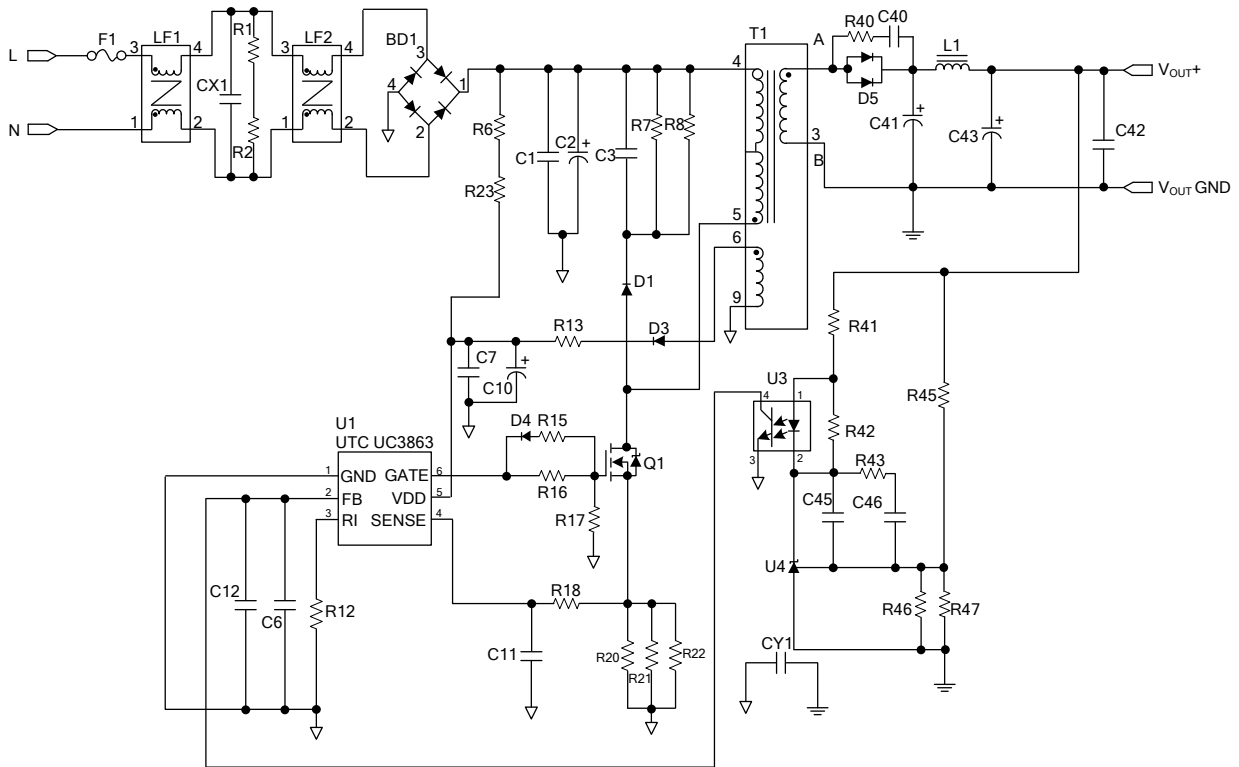 L
F1
3
LF1
4
1
2
N
CX1
R1
R2
3
LF2
4
1
2
BD1
3
4
1
2
R6
R23
C1
C2
+
C3
R7
R8
T1
4
5
6
9
A
3
B
R40
C40
D5
L1
C41
+
C43
+
C42
VOUT+
VOUT GND
D1
R13
D3
C7
C10
+
U1
UTC UC3863
1
GND
GATE
6
2
FB
VDD
5
3
RI
SENSE
4
D4
R15
R16
Q1
R17
R18
C11
R20
R21
R22
C12
C6
R12
U3
4
1
3
2
R41
R42
R43
R45
C45
C46
U4
R46
R47
CY1